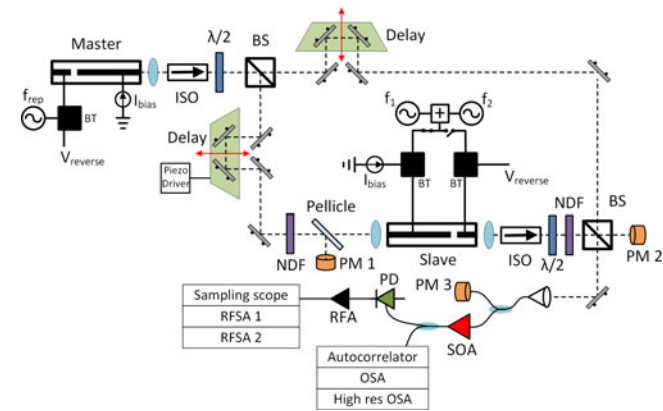 Master
λ/2
BS
Delay
f_rep
BT
I_bias
ISO
V_reverse
f₁
+
f₂
Delay
Piezo
Driver
I_bias
BT
BT
V_reverse
Pellicle
NDF
BS
NDF
PM 1
Slave
ISO
λ/2
PM 2
PD
PM 3
Sampling scope
RFSA 1
RFA
RFSA 2
SOA
Autocorrelator
OSA
High res OSA